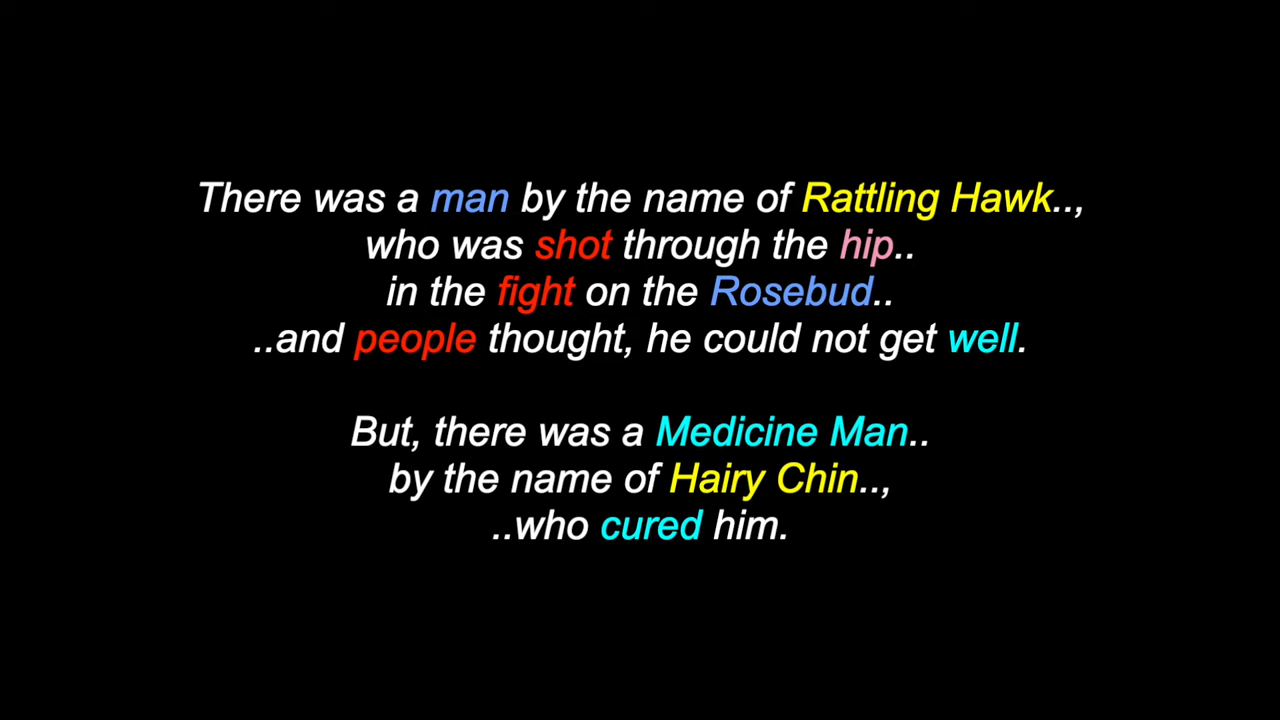 There was a man by the name of Rattling Hawk..,
who was shot through the hip..
in the fight on the Rosebud..
..and people thought, he could not get well.
But, there was a Medicine Man..
by the name of Hairy Chin..,
..who cured him.